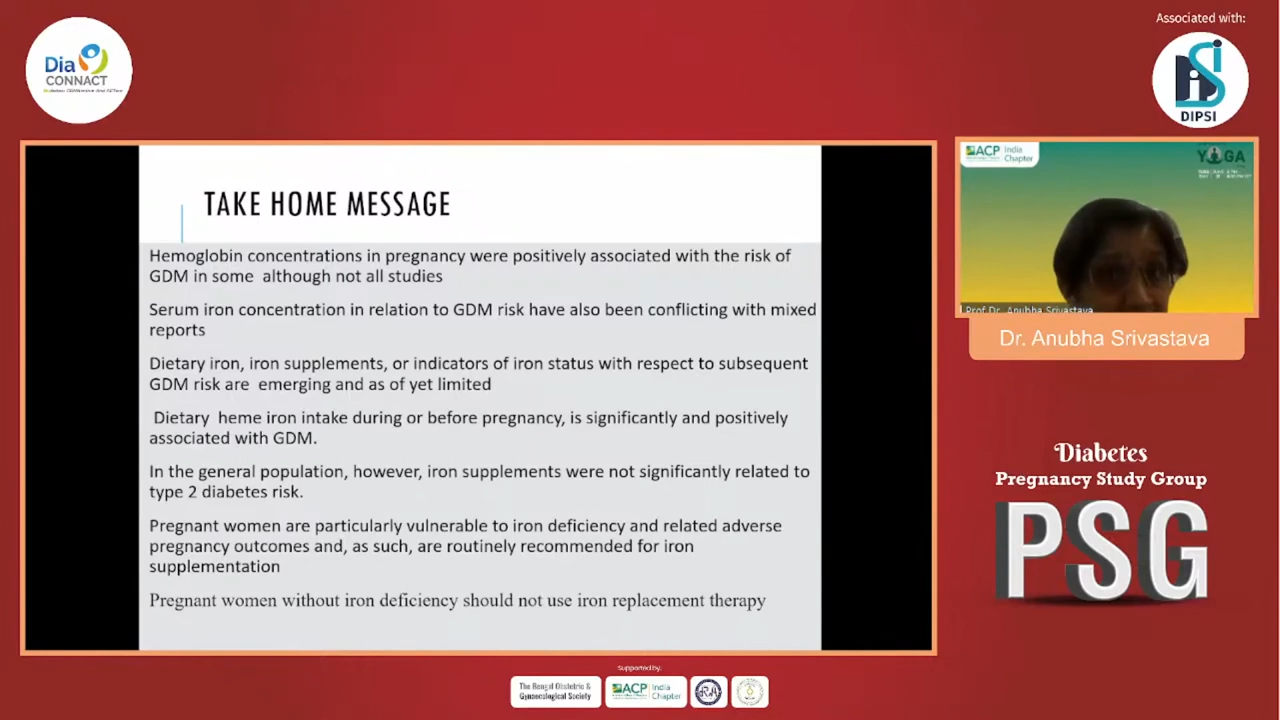 Associated with:
Dia
CONNACT
DIPSI
TAKE HOME MESSAGE
Hemoglobin concentrations in pregnancy were positively associated with the risk of
GDM in some although not all studies
Serum iron concentration in relation to GDM risk have also been conflicting with mixed
reports
Dietary iron, iron supplements, or indicators of iron status with respect to subsequent
GDM risk are emerging and as of yet limited
Dietary heme iron intake during or before pregnancy, is significantly and positively
associated with GDM.
In the general population, however, iron supplements were not significantly related to
type 2 diabetes risk.
Pregnant women are particularly vulnerable to iron deficiency and related adverse
pregnancy outcomes and, as such, are routinely recommended for iron
supplementation
Pregnant women without iron deficiency should not use iron replacement therapy
ACP India
Chapter
YOGA
Prof Dr. Anubha Srivastava
Dr. Anubha Srivastava
Diabetes
Pregnancy Study Group
PSG
Supported by:
The Bengal Obstetric &
Gynaecological Society
ACP India
Chapter